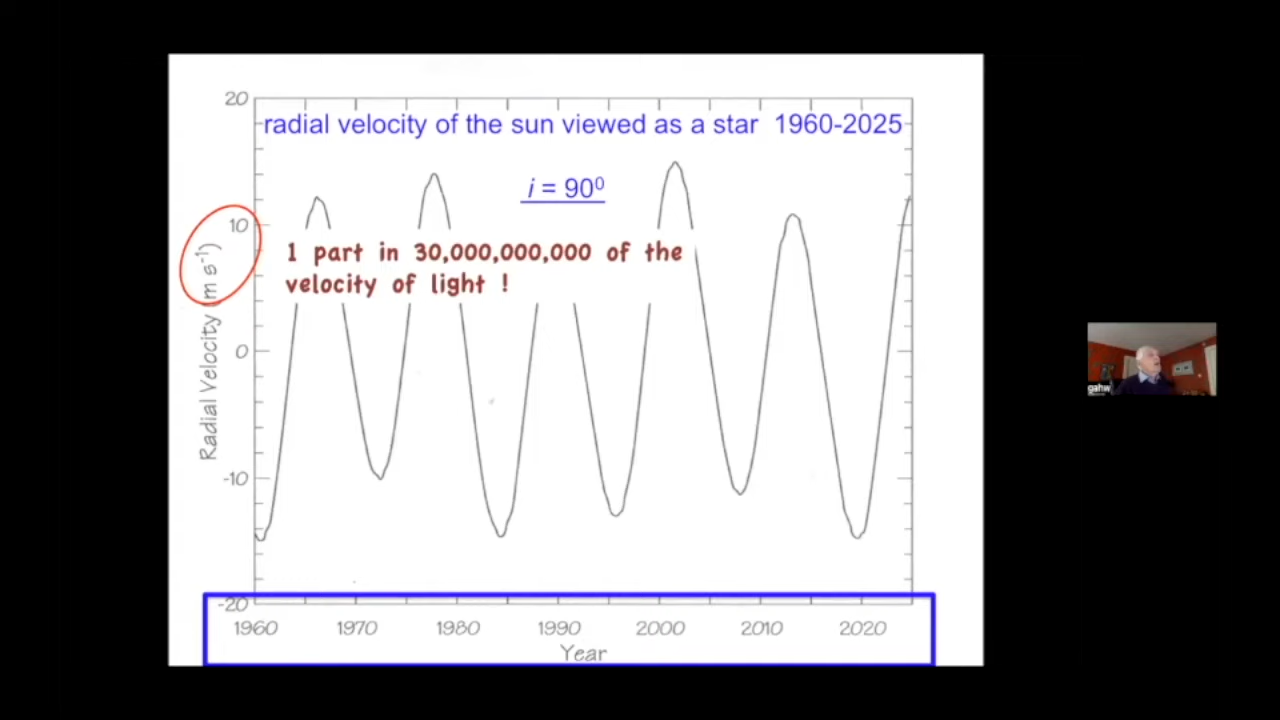 20
radial velocity of the sun viewed as a star 1960-2025
i = 90⁰
10
1 part in 30,000,000,000 of the
velocity of light !
Radial Velocity (m s⁻¹)
0
-10
-20
1960 1970 1980 1990 2000 2010 2020
Year
gahw